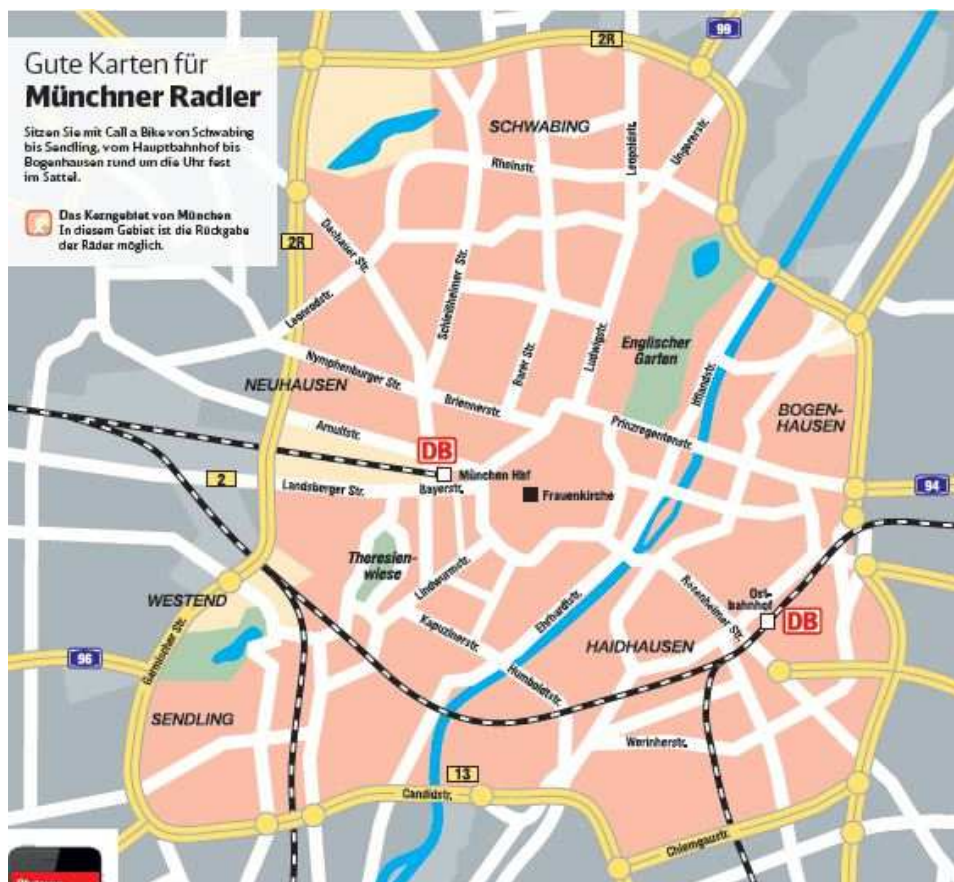 Gute Karten für
Münchner Radler
Sitzen Sie mit Call a Bike von Schwabing
bis Sendling, vom Hauptbahnhof bis
Bogenhausen rund um die Uhr fest
im Sattel.
Das Kerngebiet von München
In diesem Gebiet ist die Rückgabe
der Räder möglich.
99
2R
SCHWABING
Rheinstr.
Leopoldstr.
Ungererstr.
2R
Dachauer Str.
Leonrodstr.
Schleißheimer Str.
Nymphenburger Str.
Barer Str.
Ludwigstr.
Englischer
Garten
Ifflandstr.
NEUHAUSEN
Briennerstr.
Prinzregentenstr.
BOGEN-
HAUSEN
Arnulfstr.
DB
München Hbf
2
Landsberger Str.
Bayerstr.
Frauenkirche
94
Theresien-
wiese
Lindwurmstr.
Kapuzinerstr.
Ehrhardtstr.
Rosenheimer Str.
Ost-
bahnhof
DB
WESTEND
HAIDHAUSEN
96
Garmischer Str.
Humboldtstr.
SENDLING
Werinherstr.
13
Candidstr.
Chiemgaustr.